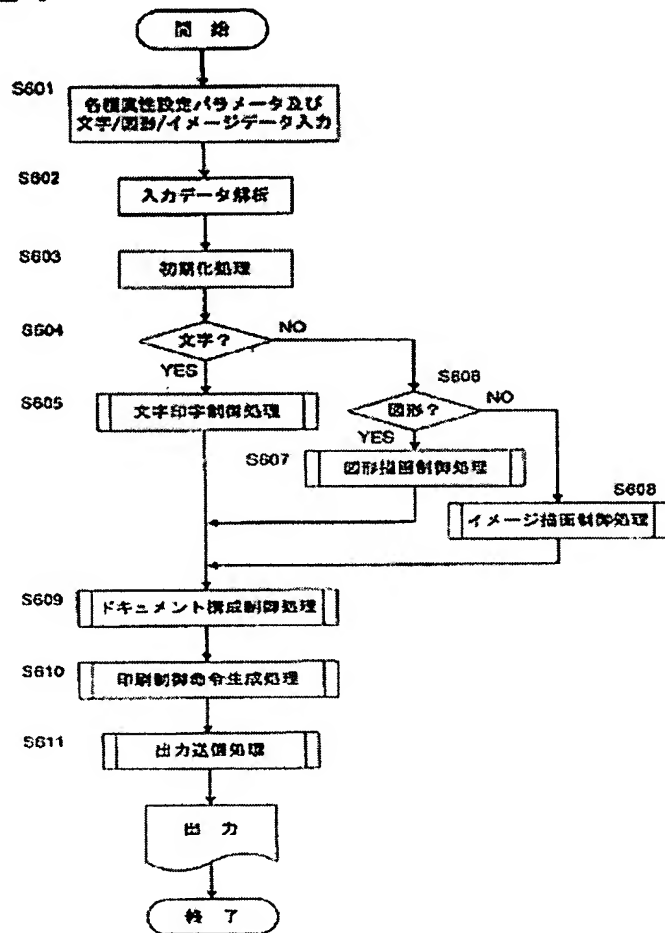 開 始
S601
各種属性設定パラメータ及び
文字/図形/イメージデータ入力
S602
入力データ解析
S603
初期化処理
S604
文字?
NO
YES
S605
文字印字制御処理
S606
図形?
NO
YES
S607
図形描画制御処理
S608
イメージ描画制御処理
S609
ドキュメント構成制御処理
S610
印刷制御命令生成処理
S611
出力送信処理
出 力
終 了